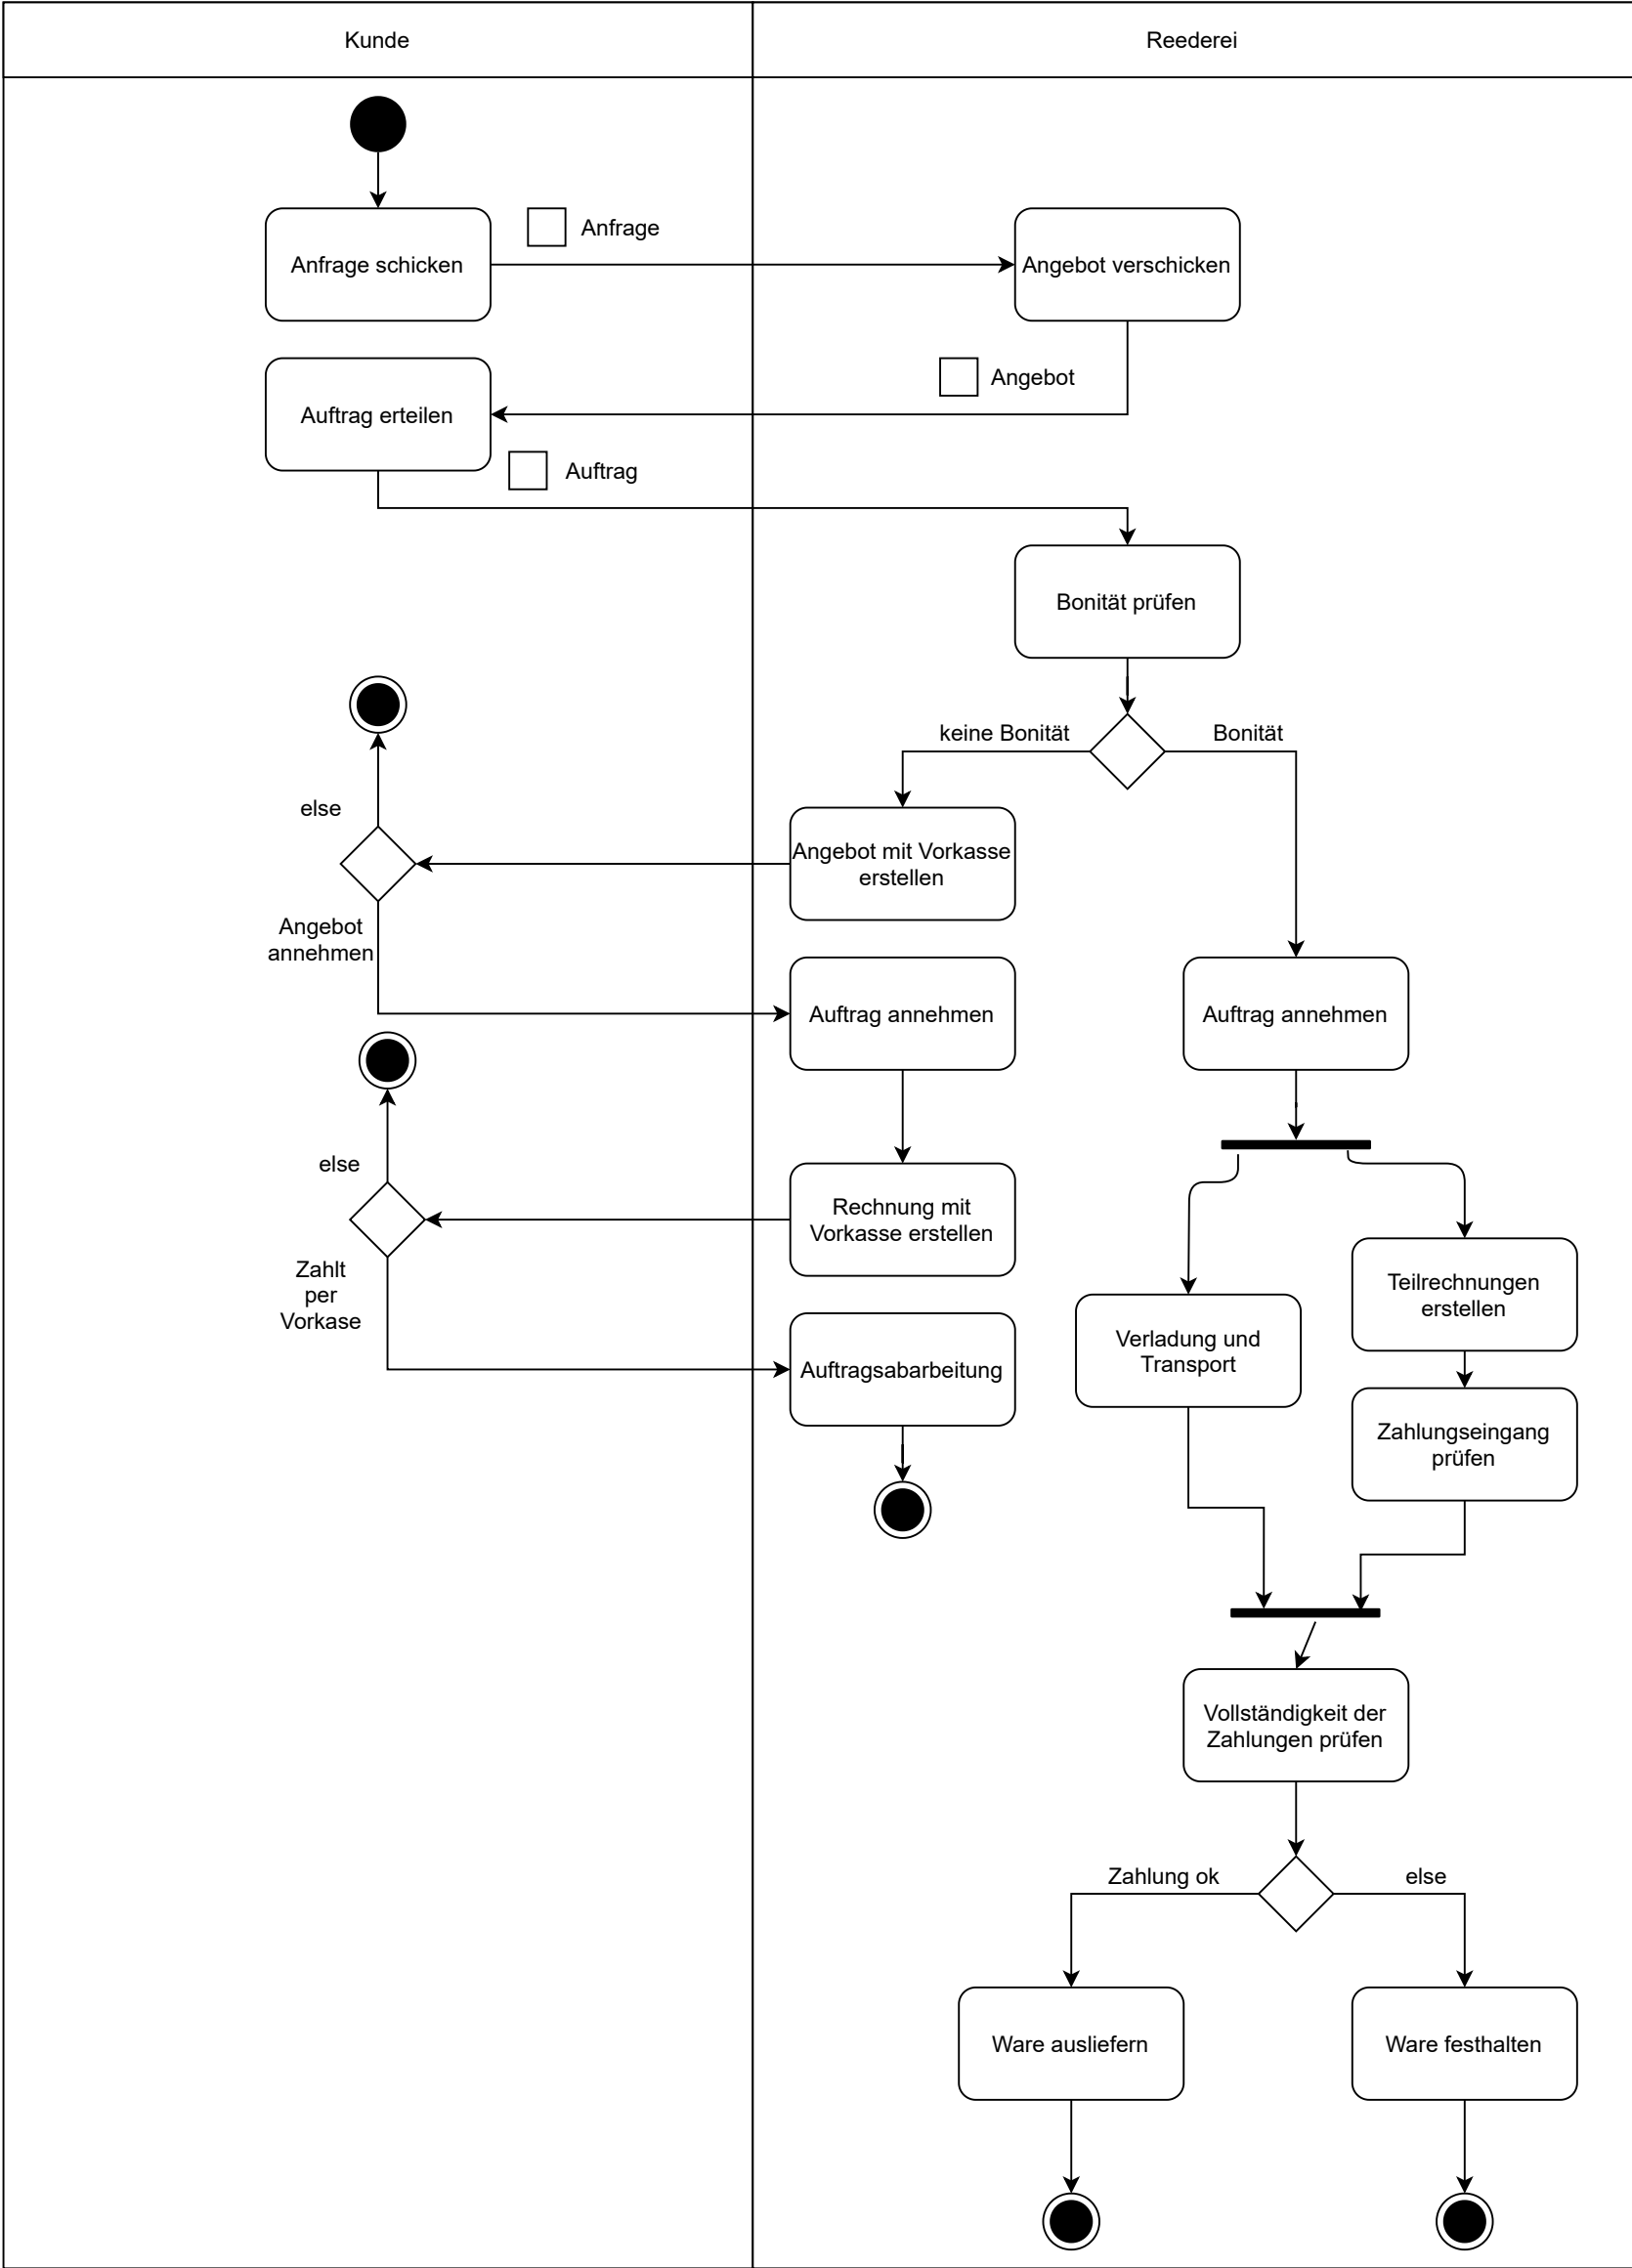 Kunde
Reederei
Anfrage
Anfrage schicken
Angebot verschicken
Angebot
Auftrag erteilen
Auftrag
Bonität prüfen
keine Bonität
Bonität
else
Angebot mit Vorkasse
erstellen
Angebot
annehmen
Auftrag annehmen
Auftrag annehmen
else
Rechnung mit
Vorkasse erstellen
Zahlt
per
Vorkase
Teilrechnungen
erstellen
Verladung und
Transport
Auftragsabarbeitung
Zahlungseingang
prüfen
Vollständigkeit der
Zahlungen prüfen
Zahlung ok
else
Ware ausliefern
Ware festhalten